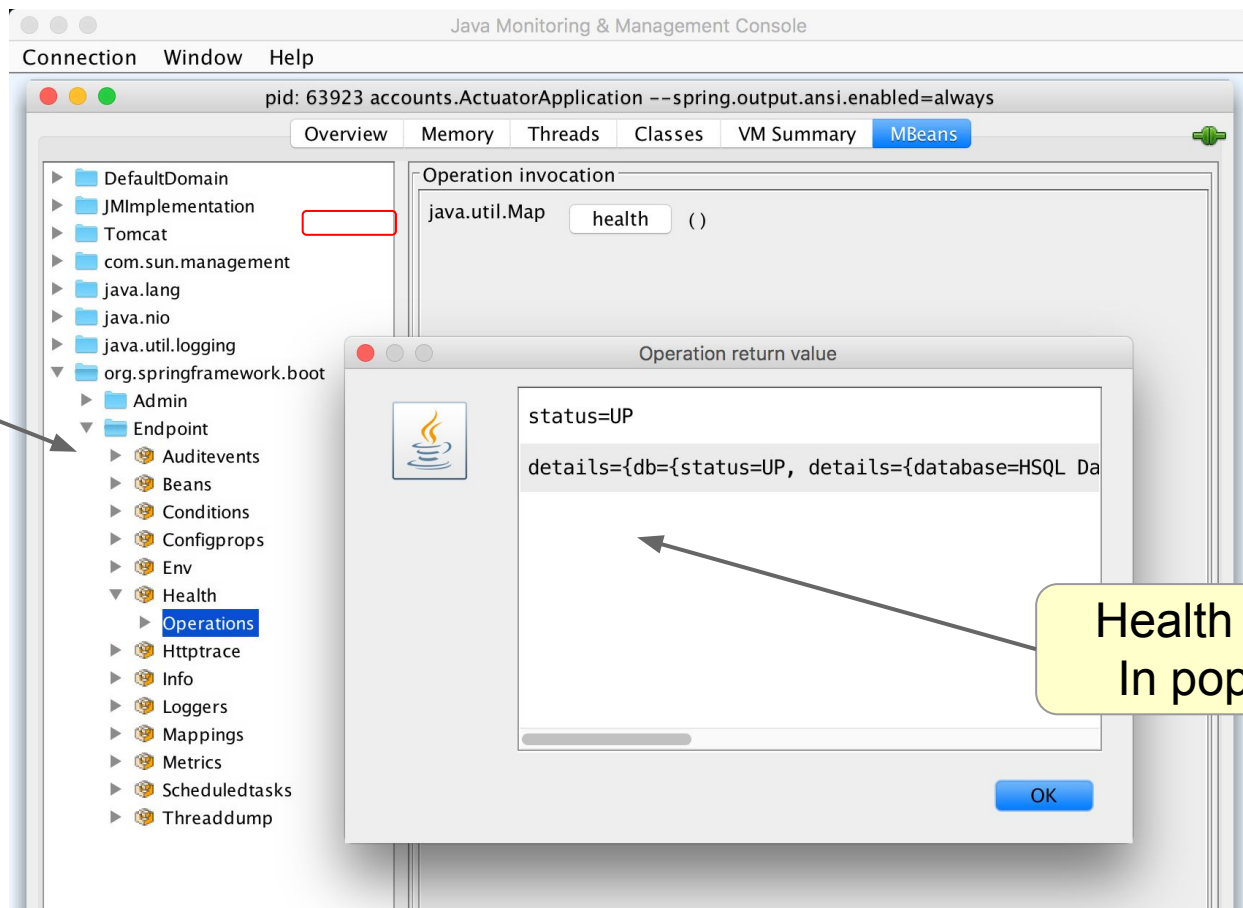 Java Monitoring & Management Console
Connection Window Help
pid: 63923 accounts.ActuatorApplication --spring.output.ansi.enabled=always
Overview Memory Threads Classes VM Summary MBeans
DefaultDomain
JMImplementation
Tomcat
com.sun.management
java.lang
java.nio
java.util.logging
org.springframework.boot
Admin
Endpoint
Auditevents
Beans
Conditions
Configprops
Env
Health
Operations
Httptrace
Info
Loggers
Mappings
Metrics
Scheduledtasks
Threaddump
Operation invocation
java.util.Map health ()
Operation return value
status=UP
details={db={status=UP, details={database=HSQL Da
OK
Health
In pop